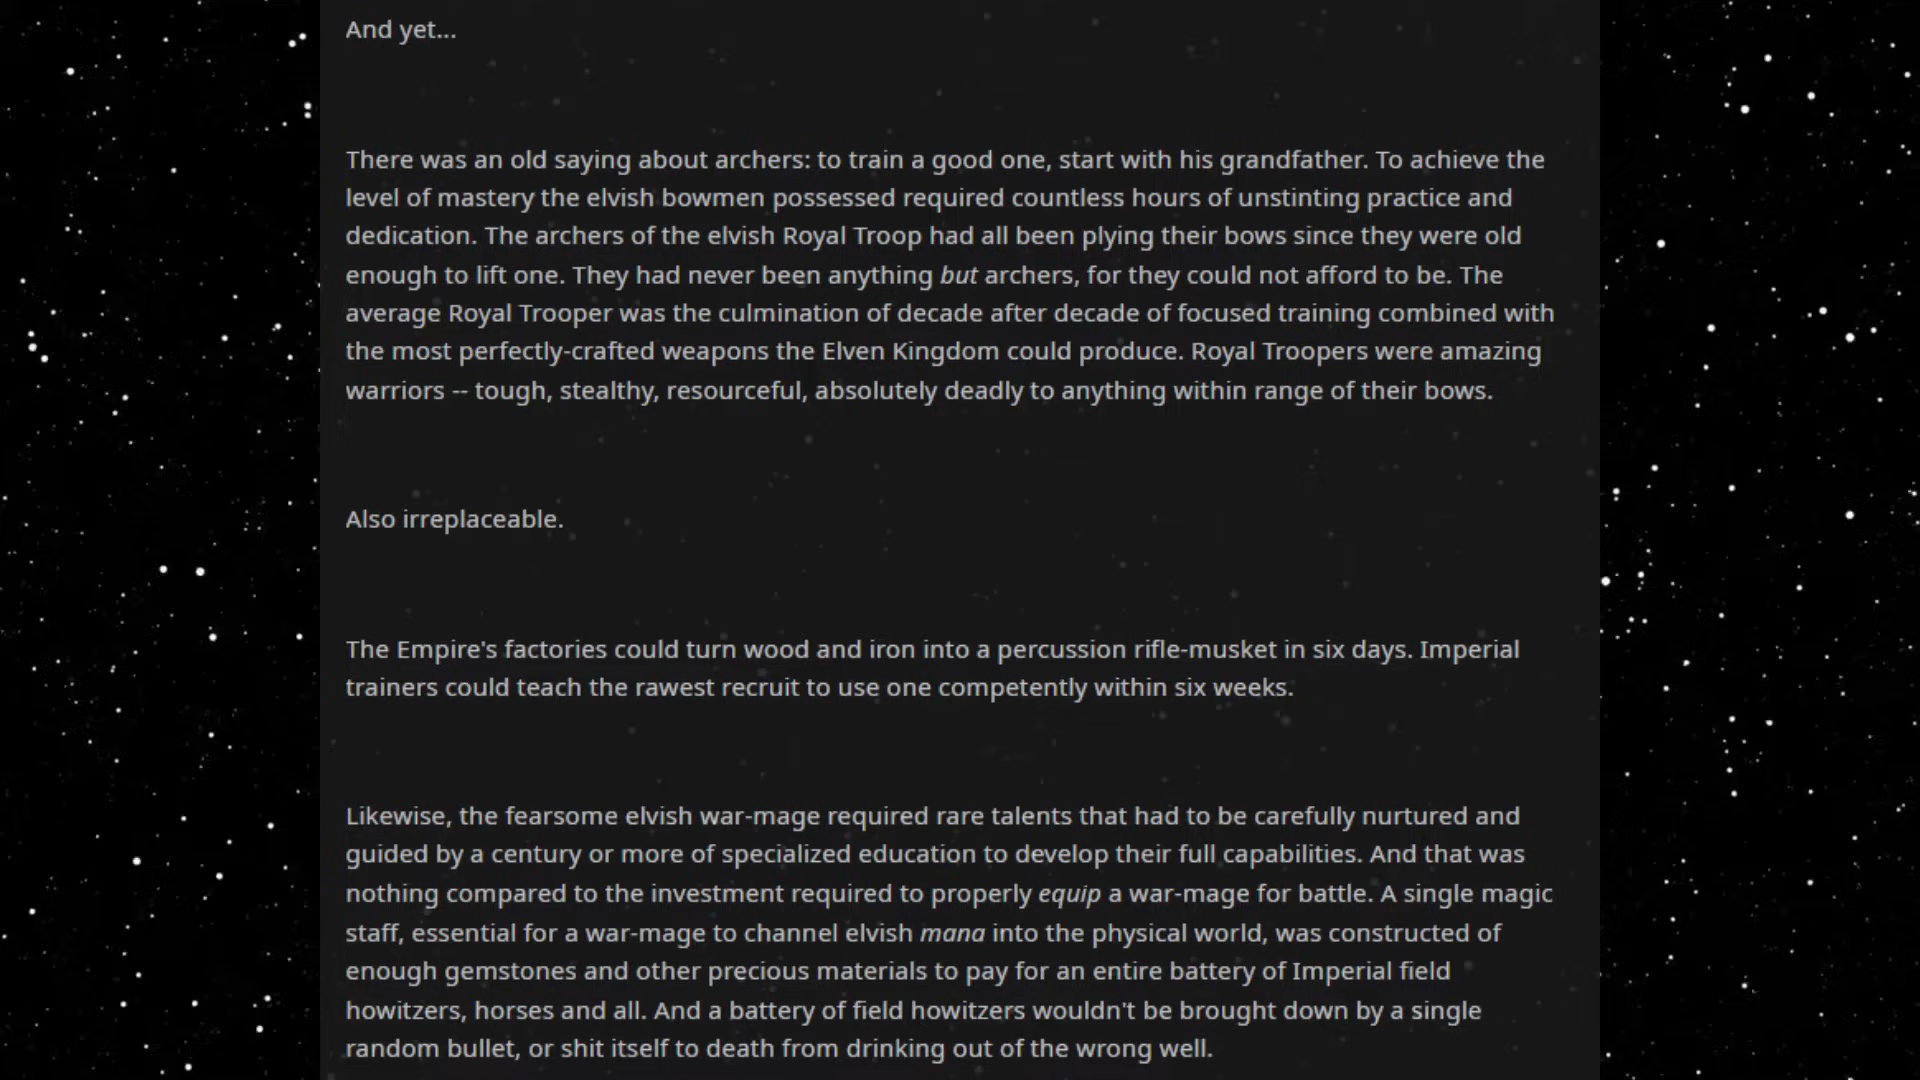 And yet...
There was an old saying about archers: to train a good one, start with his grandfather. To achieve the
level of mastery the elvish bowmen possessed required countless hours of unstinting practice and
dedication. The archers of the elvish Royal Troop had all been plying their bows since they were old
enough to lift one. They had never been anything but archers, for they could not afford to be. The
average Royal Trooper was the culmination of decade after decade of focused training combined with
the most perfectly-crafted weapons the Elven Kingdom could produce. Royal Troopers were amazing
warriors -- tough, stealthy, resourceful, absolutely deadly to anything within range of their bows.
Also irreplaceable.
The Empire's factories could turn wood and iron into a percussion rifle-musket in six days. Imperial
trainers could teach the rawest recruit to use one competently within six weeks.
Likewise, the fearsome elvish war-mage required rare talents that had to be carefully nurtured and
guided by a century or more of specialized education to develop their full capabilities. And that was
nothing compared to the investment required to properly equip a war-mage for battle. A single magic
staff, essential for a war-mage to channel elvish mana into the physical world, was constructed of
enough gemstones and other precious materials to pay for an entire battery of Imperial field
howitzers, horses and all. And a battery of field howitzers wouldn't be brought down by a single
random bullet, or shit itself to death from drinking out of the wrong well.